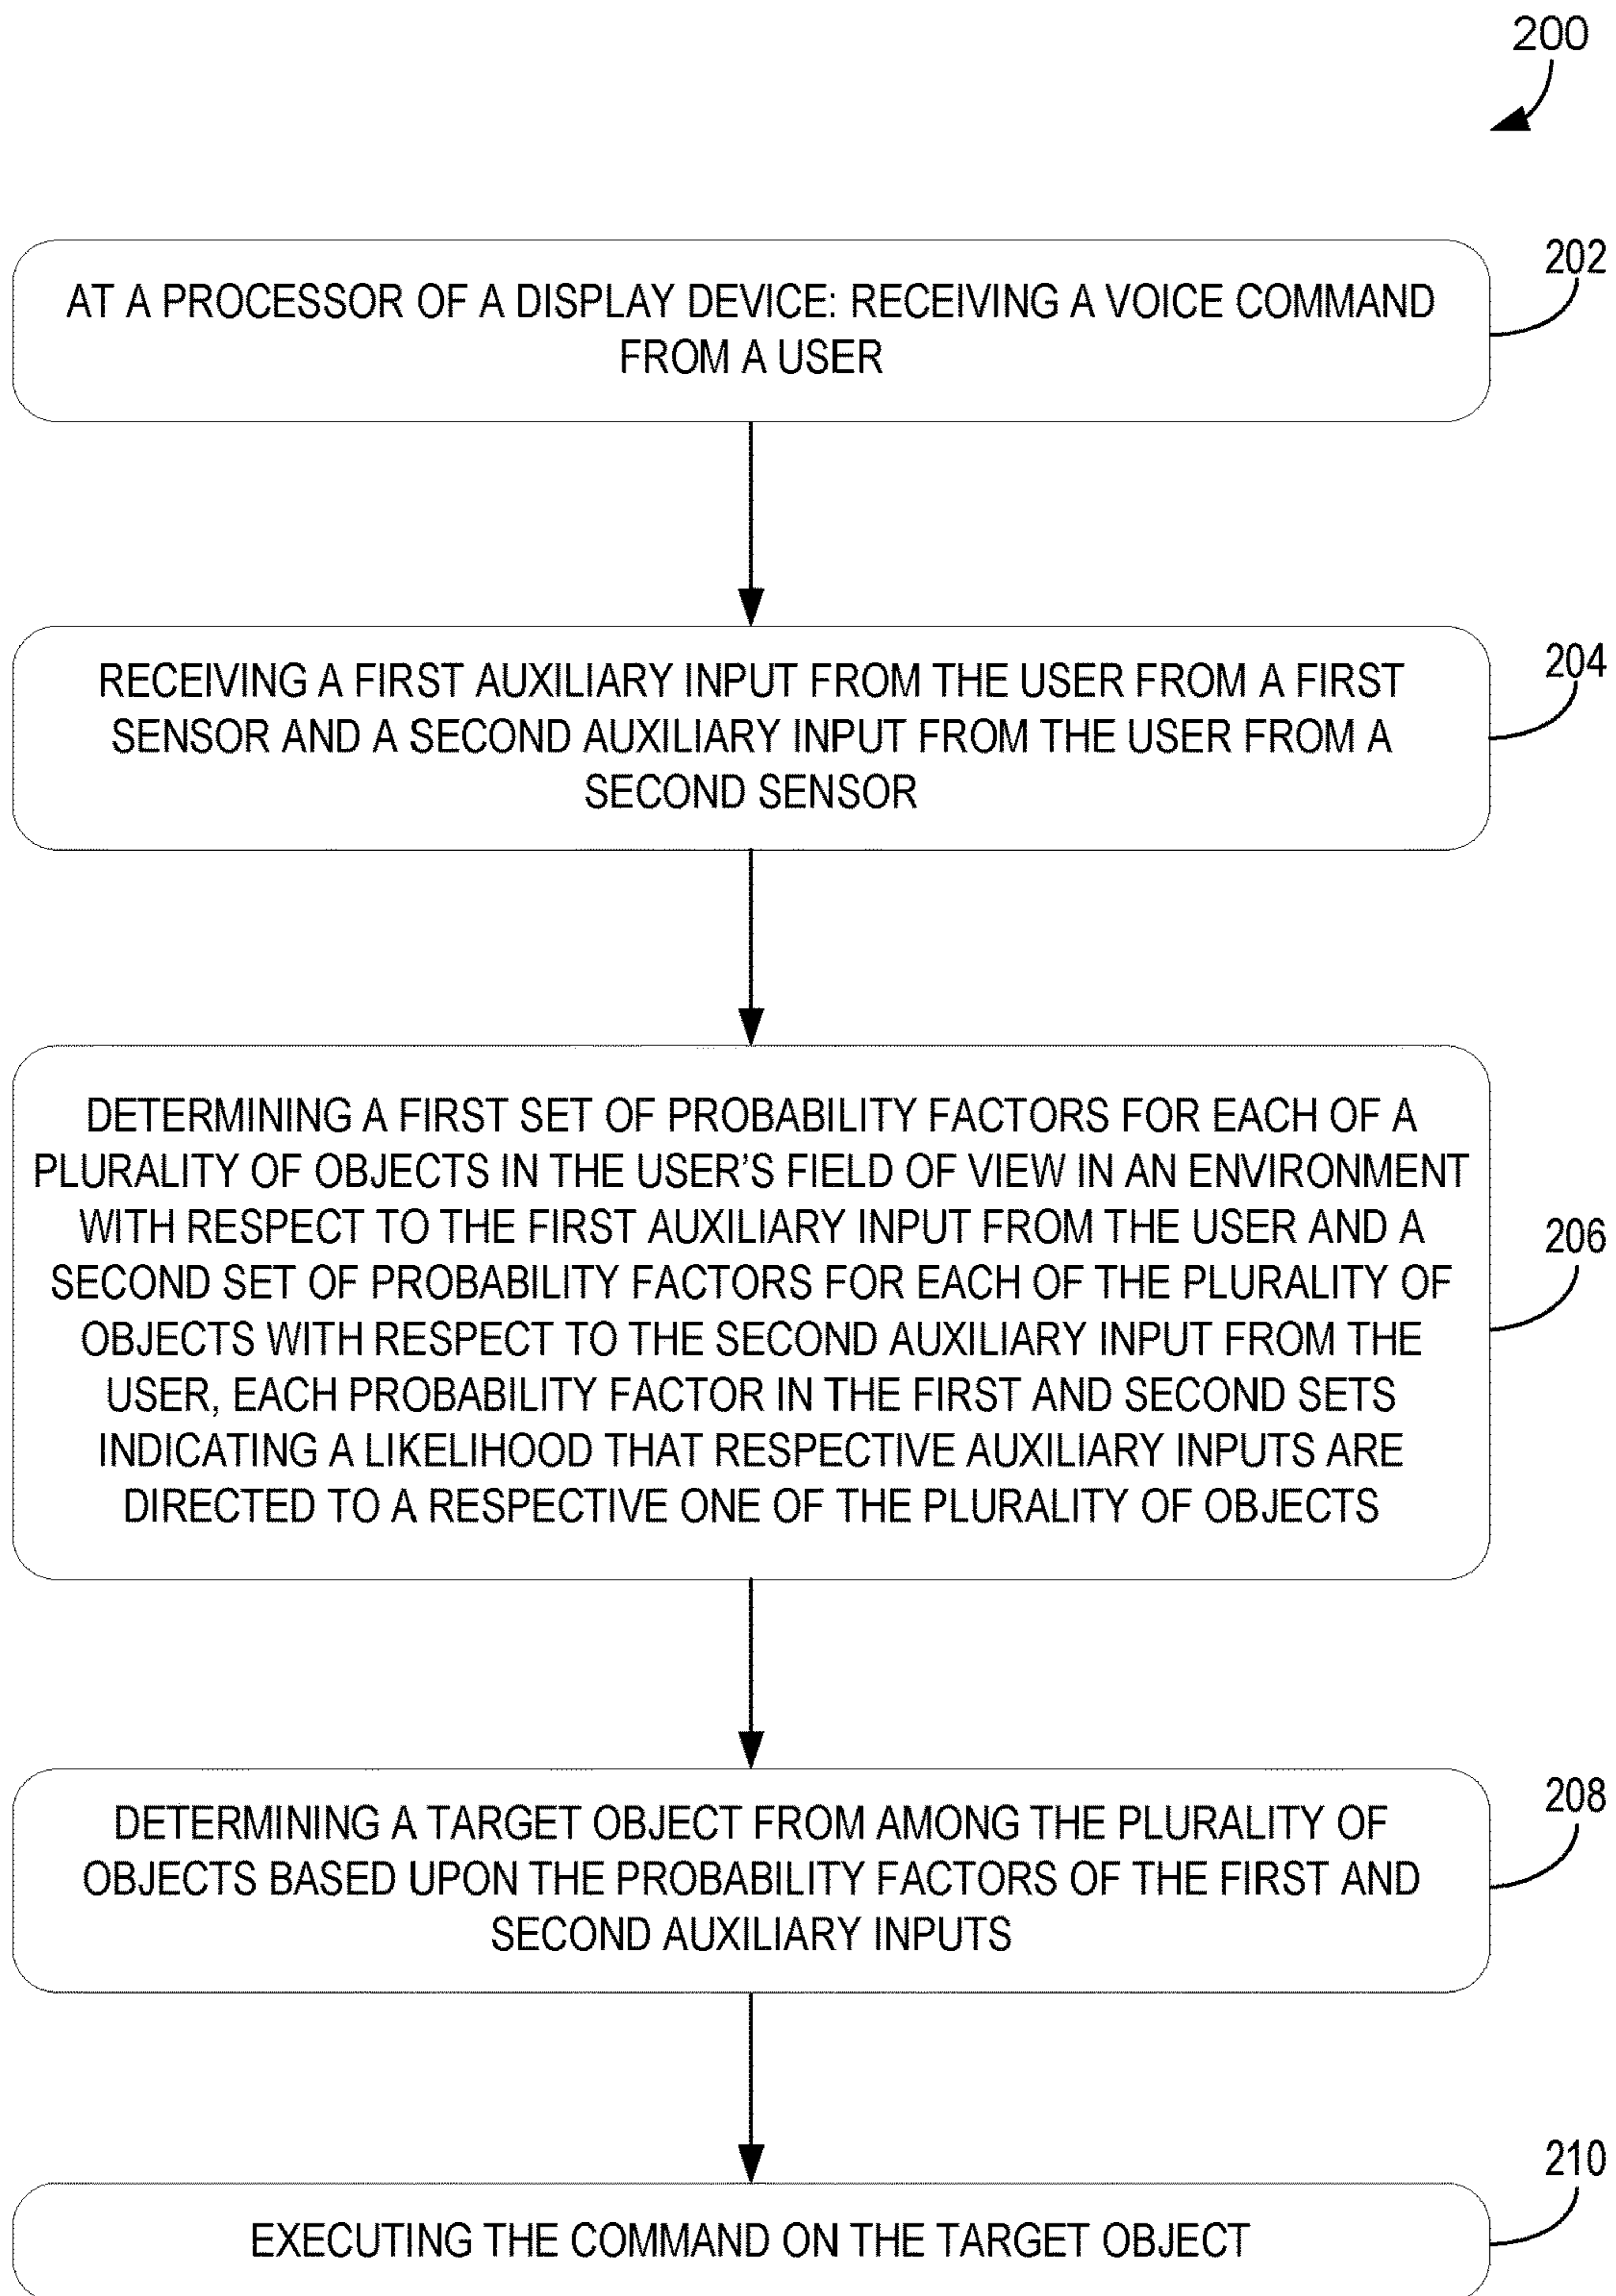 200
202
AT A PROCESSOR OF A DISPLAY DEVICE: RECEIVING A VOICE COMMAND
FROM A USER
204
RECEIVING A FIRST AUXILIARY INPUT FROM THE USER FROM A FIRST
SENSOR AND A SECOND AUXILIARY INPUT FROM THE USER FROM A
SECOND SENSOR
206
DETERMINING A FIRST SET OF PROBABILITY FACTORS FOR EACH OF A
PLURALITY OF OBJECTS IN THE USER'S FIELD OF VIEW IN AN ENVIRONMENT
WITH RESPECT TO THE FIRST AUXILIARY INPUT FROM THE USER AND A
SECOND SET OF PROBABILITY FACTORS FOR EACH OF THE PLURALITY OF
OBJECTS WITH RESPECT TO THE SECOND AUXILIARY INPUT FROM THE
USER, EACH PROBABILITY FACTOR IN THE FIRST AND SECOND SETS
INDICATING A LIKELIHOOD THAT RESPECTIVE AUXILIARY INPUTS ARE
DIRECTED TO A RESPECTIVE ONE OF THE PLURALITY OF OBJECTS
208
DETERMINING A TARGET OBJECT FROM AMONG THE PLURALITY OF
OBJECTS BASED UPON THE PROBABILITY FACTORS OF THE FIRST AND
SECOND AUXILIARY INPUTS
210
EXECUTING THE COMMAND ON THE TARGET OBJECT